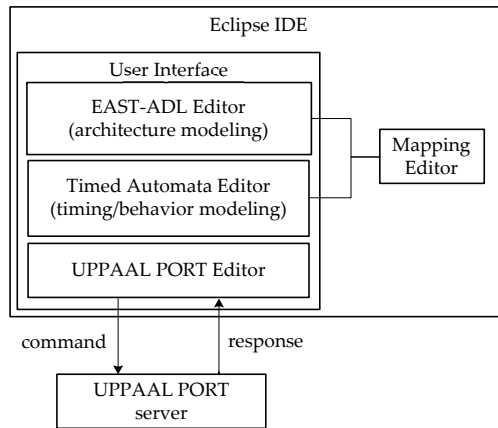 Eclipse IDE
User Interface
EAST-ADL Editor
(architecture modeling)
Timed Automata Editor
(timing/behavior modeling)
Mapping
Editor
UPPAAL PORT Editor
command
response
UPPAAL PORT
server